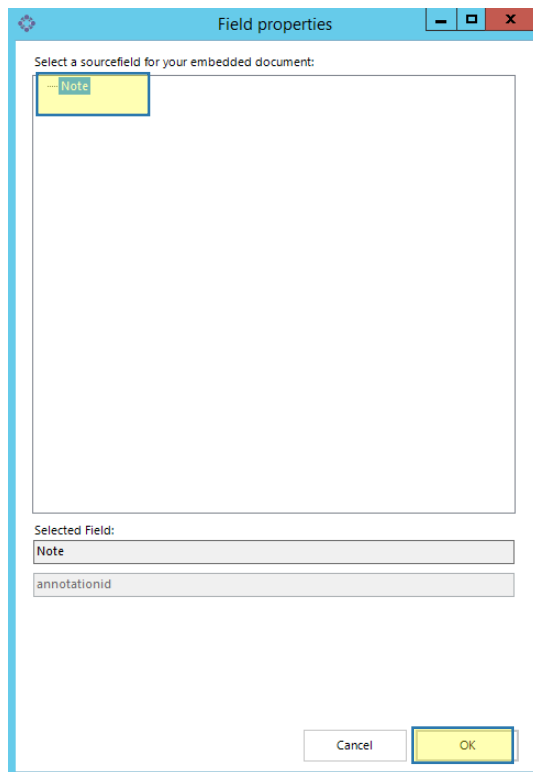 Field properties
Select a sourcefield for your embedded document:
Note
Selected Field:
Note
annotationid
Cancel OK